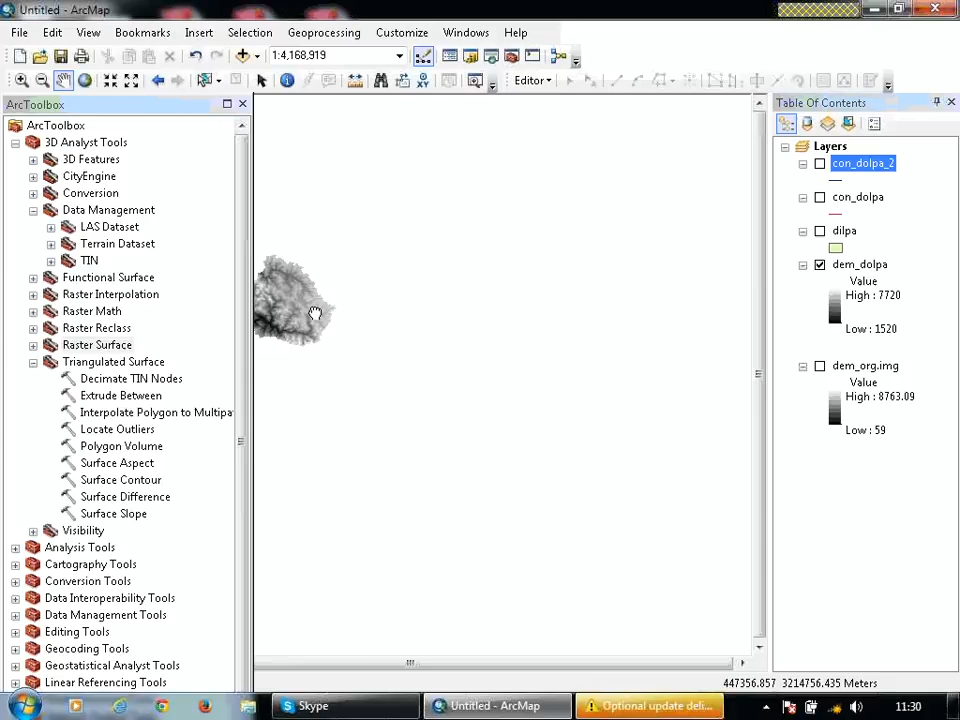 Untitled - ArcMap
File Edit View Bookmarks Insert Selection Geoprocessing Customize Windows Help
1:4,168,919
Editor
ArcToolbox
ArcToolbox
3D Analyst Tools
3D Features
CityEngine
Conversion
Data Management
LAS Dataset
Terrain Dataset
TIN
Functional Surface
Raster Interpolation
Raster Math
Raster Reclass
Raster Surface
Triangulated Surface
Decimate TIN Nodes
Extrude Between
Interpolate Polygon to Multipa
Locate Outliers
Polygon Volume
Surface Aspect
Surface Contour
Surface Difference
Surface Slope
Visibility
Analysis Tools
Cartography Tools
Conversion Tools
Data Interoperability Tools
Data Management Tools
Editing Tools
Geocoding Tools
Geostatistical Analyst Tools
Linear Referencing Tools
Table Of Contents
Layers
con_dolpa_2
con_dolpa
dilpa
dem_dolpa
Value
High : 7720
Low : 1520
dem_org.img
Value
High : 8763.09
Low : 59
447356.857 3214756.435 Meters
Skype
Untitled - ArcMap
Optional update deli...
11:30